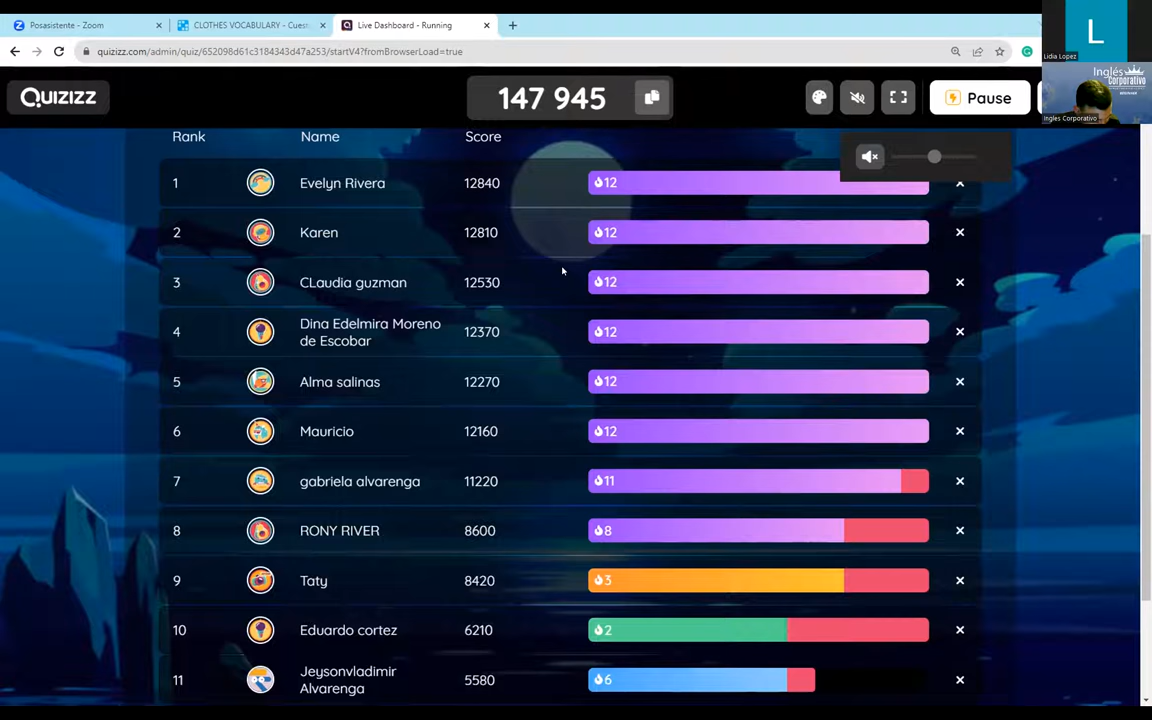 Posasistente - Zoom
CLOTHES VOCABULARY - Cuest
Live Dashboard - Running
quizizz.com/admin/quiz/652098d61c3184343d47a253/startV4?fromBrowserLoad=true
L
Lidia Lopez
Inglés
Corporativo
Ingles Corporativo
QUIZIZZ
147 945
Pause
Rank Name Score
1 Evelyn Rivera 12840 12
2 Karen 12810 12
3 CLaudia guzman 12530 12
4 Dina Edelmira Moreno
de Escobar 12370 12
5 Alma salinas 12270 12
6 Mauricio 12160 12
7 gabriela alvarenga 11220 11
8 RONY RIVER 8600 8
9 Taty 8420 3
10 Eduardo cortez 6210 2
11 Jeysonvladimir
Alvarenga 5580 6